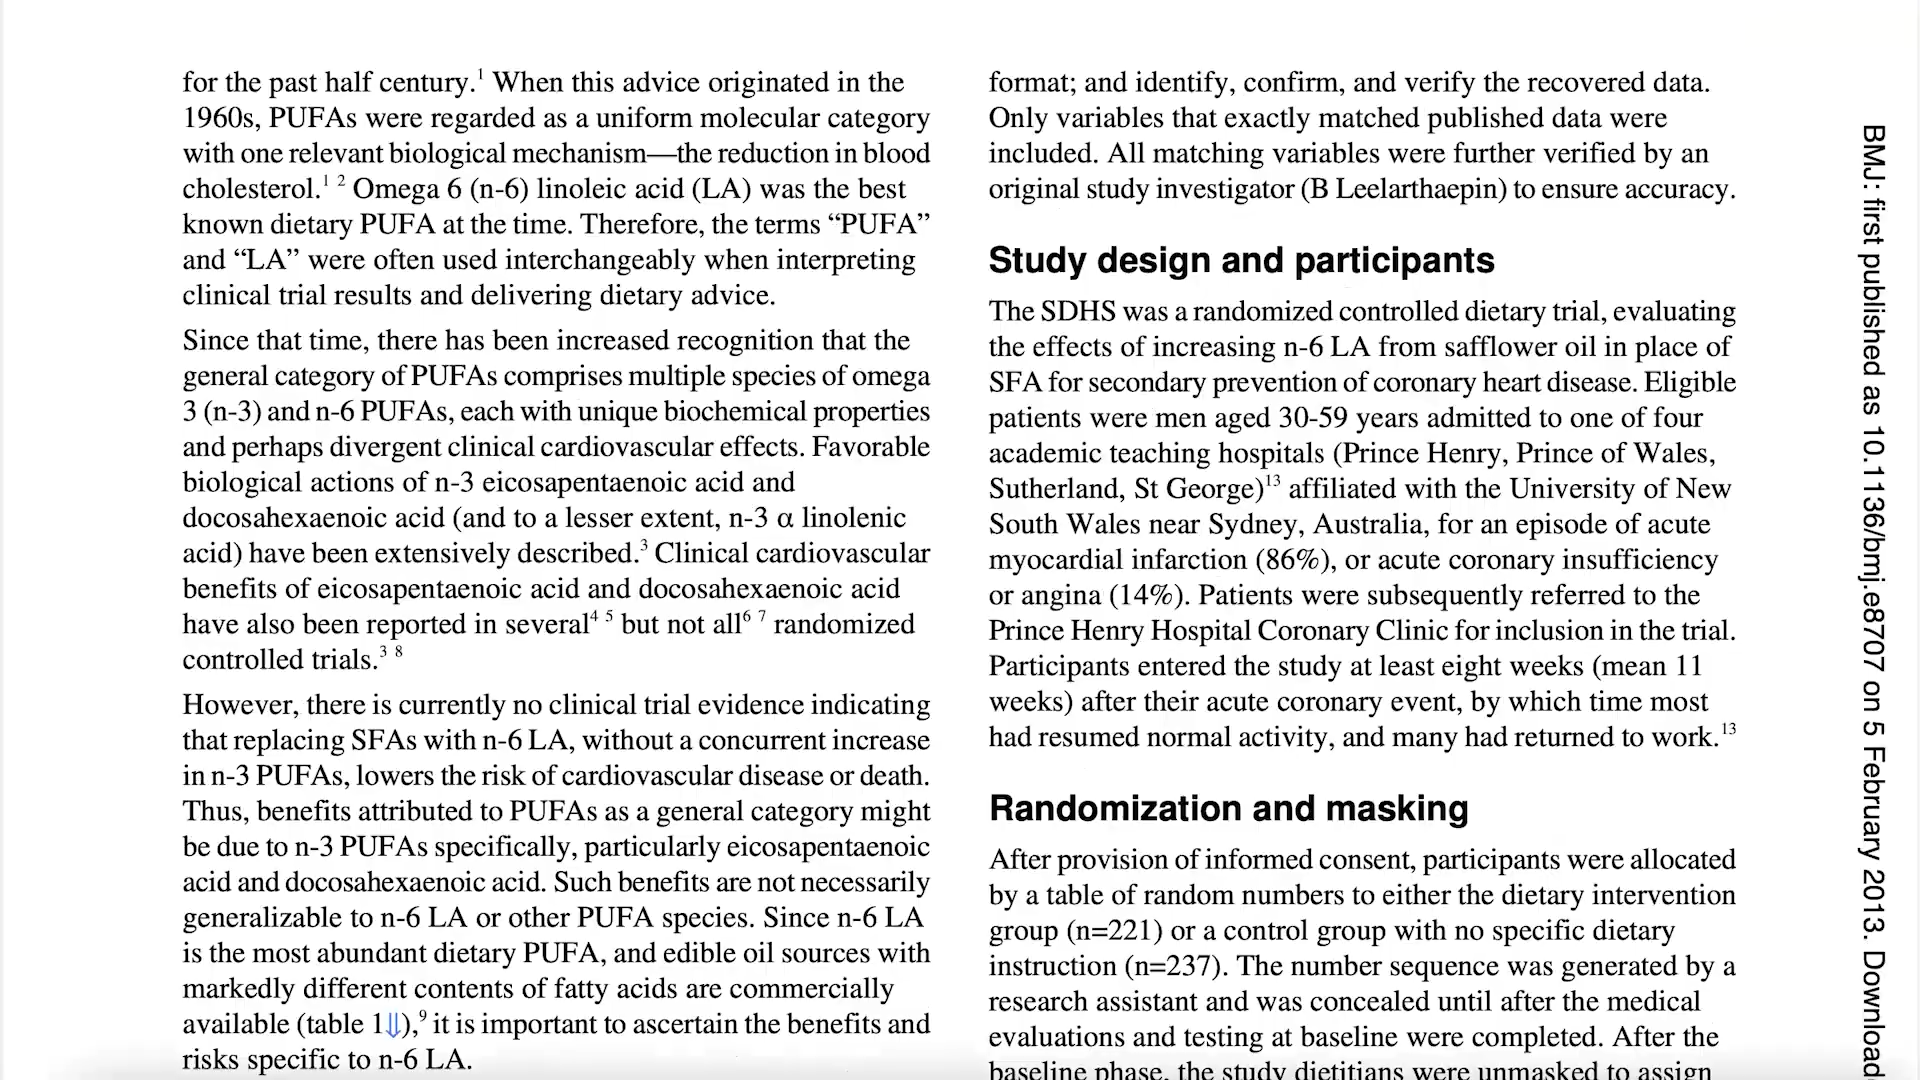 for the past half century.1 When this advice originated in the
1960s, PUFAs were regarded as a uniform molecular category
with one relevant biological mechanism—the reduction in blood
cholesterol.1 2 Omega 6 (n-6) linoleic acid (LA) was the best
known dietary PUFA at the time. Therefore, the terms “PUFA”
and “LA” were often used interchangeably when interpreting
clinical trial results and delivering dietary advice.
Since that time, there has been increased recognition that the
general category of PUFAs comprises multiple species of omega
3 (n-3) and n-6 PUFAs, each with unique biochemical properties
and perhaps divergent clinical cardiovascular effects. Favorable
biological actions of n-3 eicosapentaenoic acid and
docosahexaenoic acid (and to a lesser extent, n-3 α linolenic
acid) have been extensively described.3 Clinical cardiovascular
benefits of eicosapentaenoic acid and docosahexaenoic acid
have also been reported in several4 5 but not all6 7 randomized
controlled trials.3 8
However, there is currently no clinical trial evidence indicating
that replacing SFAs with n-6 LA, without a concurrent increase
in n-3 PUFAs, lowers the risk of cardiovascular disease or death.
Thus, benefits attributed to PUFAs as a general category might
be due to n-3 PUFAs specifically, particularly eicosapentaenoic
acid and docosahexaenoic acid. Such benefits are not necessarily
generalizable to n-6 LA or other PUFA species. Since n-6 LA
is the most abundant dietary PUFA, and edible oil sources with
markedly different contents of fatty acids are commercially
available (table 1⇓),9 it is important to ascertain the benefits and
risks specific to n-6 LA.
format; and identify, confirm, and verify the recovered data.
Only variables that exactly matched published data were
included. All matching variables were further verified by an
original study investigator (B Leelarthaepin) to ensure accuracy.
Study design and participants
The SDHS was a randomized controlled dietary trial, evaluating
the effects of increasing n-6 LA from safflower oil in place of
SFA for secondary prevention of coronary heart disease. Eligible
patients were men aged 30-59 years admitted to one of four
academic teaching hospitals (Prince Henry, Prince of Wales,
Sutherland, St George)13 affiliated with the University of New
South Wales near Sydney, Australia, for an episode of acute
myocardial infarction (86%), or acute coronary insufficiency
or angina (14%). Patients were subsequently referred to the
Prince Henry Hospital Coronary Clinic for inclusion in the trial.
Participants entered the study at least eight weeks (mean 11
weeks) after their acute coronary event, by which time most
had resumed normal activity, and many had returned to work.13
Randomization and masking
After provision of informed consent, participants were allocated
by a table of random numbers to either the dietary intervention
group (n=221) or a control group with no specific dietary
instruction (n=237). The number sequence was generated by a
research assistant and was concealed until after the medical
evaluations and testing at baseline were completed. After the
baseline phase, the study dietitians were unmasked to assign
BMJ: first published as 10.1136/bmj.e8707 on 5 February 2013. Download